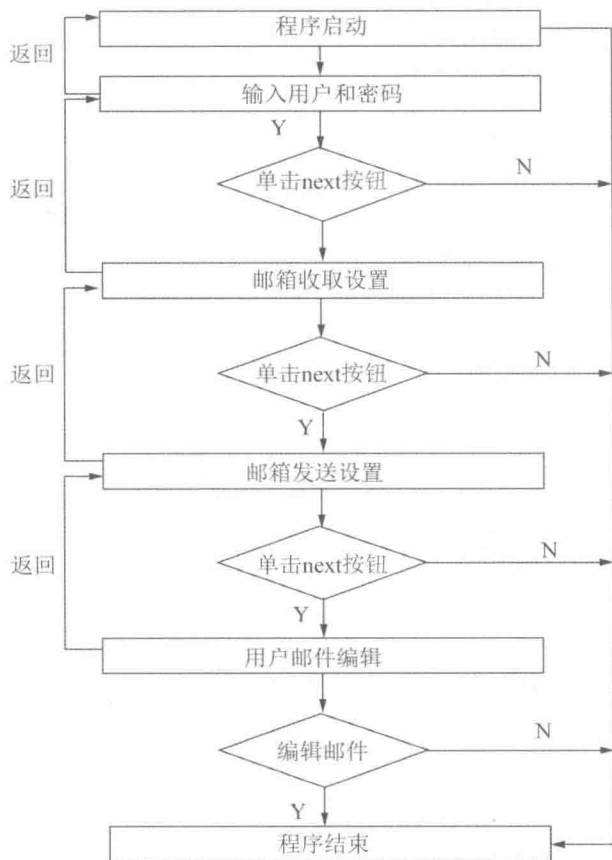 程序启动
返回
输入用户和密码
Y
单击next按钮
N
返回
邮箱收取设置
单击next按钮
N
返回
Y
邮箱发送设置
单击next按钮
N
返回
Y
用户邮件编辑
编辑邮件
N
Y
程序结束